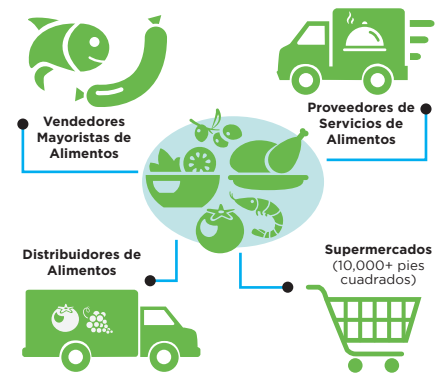 Vendedores
Mayoristas de
Alimentos
Proveedores de
Servicios de
Alimentos
Distribuidores de
Alimentos
Supermercados
(10,000+ pies
cuadrados)